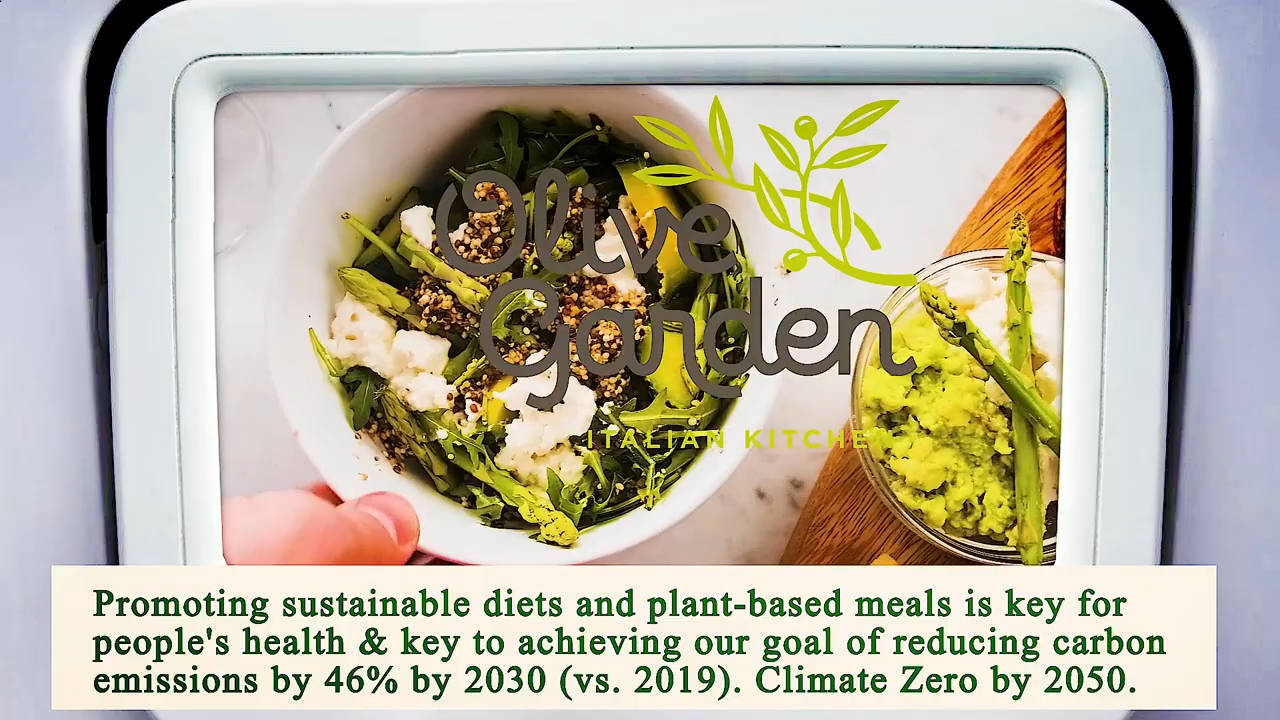 Olive
Garden
ITALIAN KITCHEN
Promoting sustainable diets and plant-based meals is key for
people's health & key to achieving our goal of reducing carbon
emissions by 46% by 2030 (vs. 2019). Climate Zero by 2050.